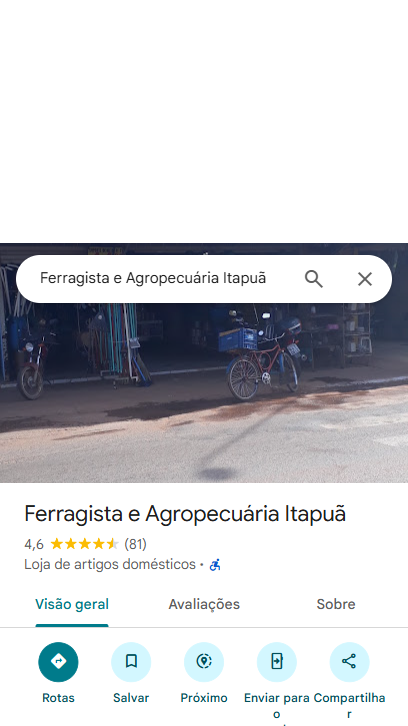 Ferragista e Agropecuária Itapuã
Ferragista e Agropecuária Itapuã
4,6 (81)
Loja de artigos domésticos ·
Visão geral Avaliações Sobre
Rotas Salvar Próximo Enviar para o Compartilhar